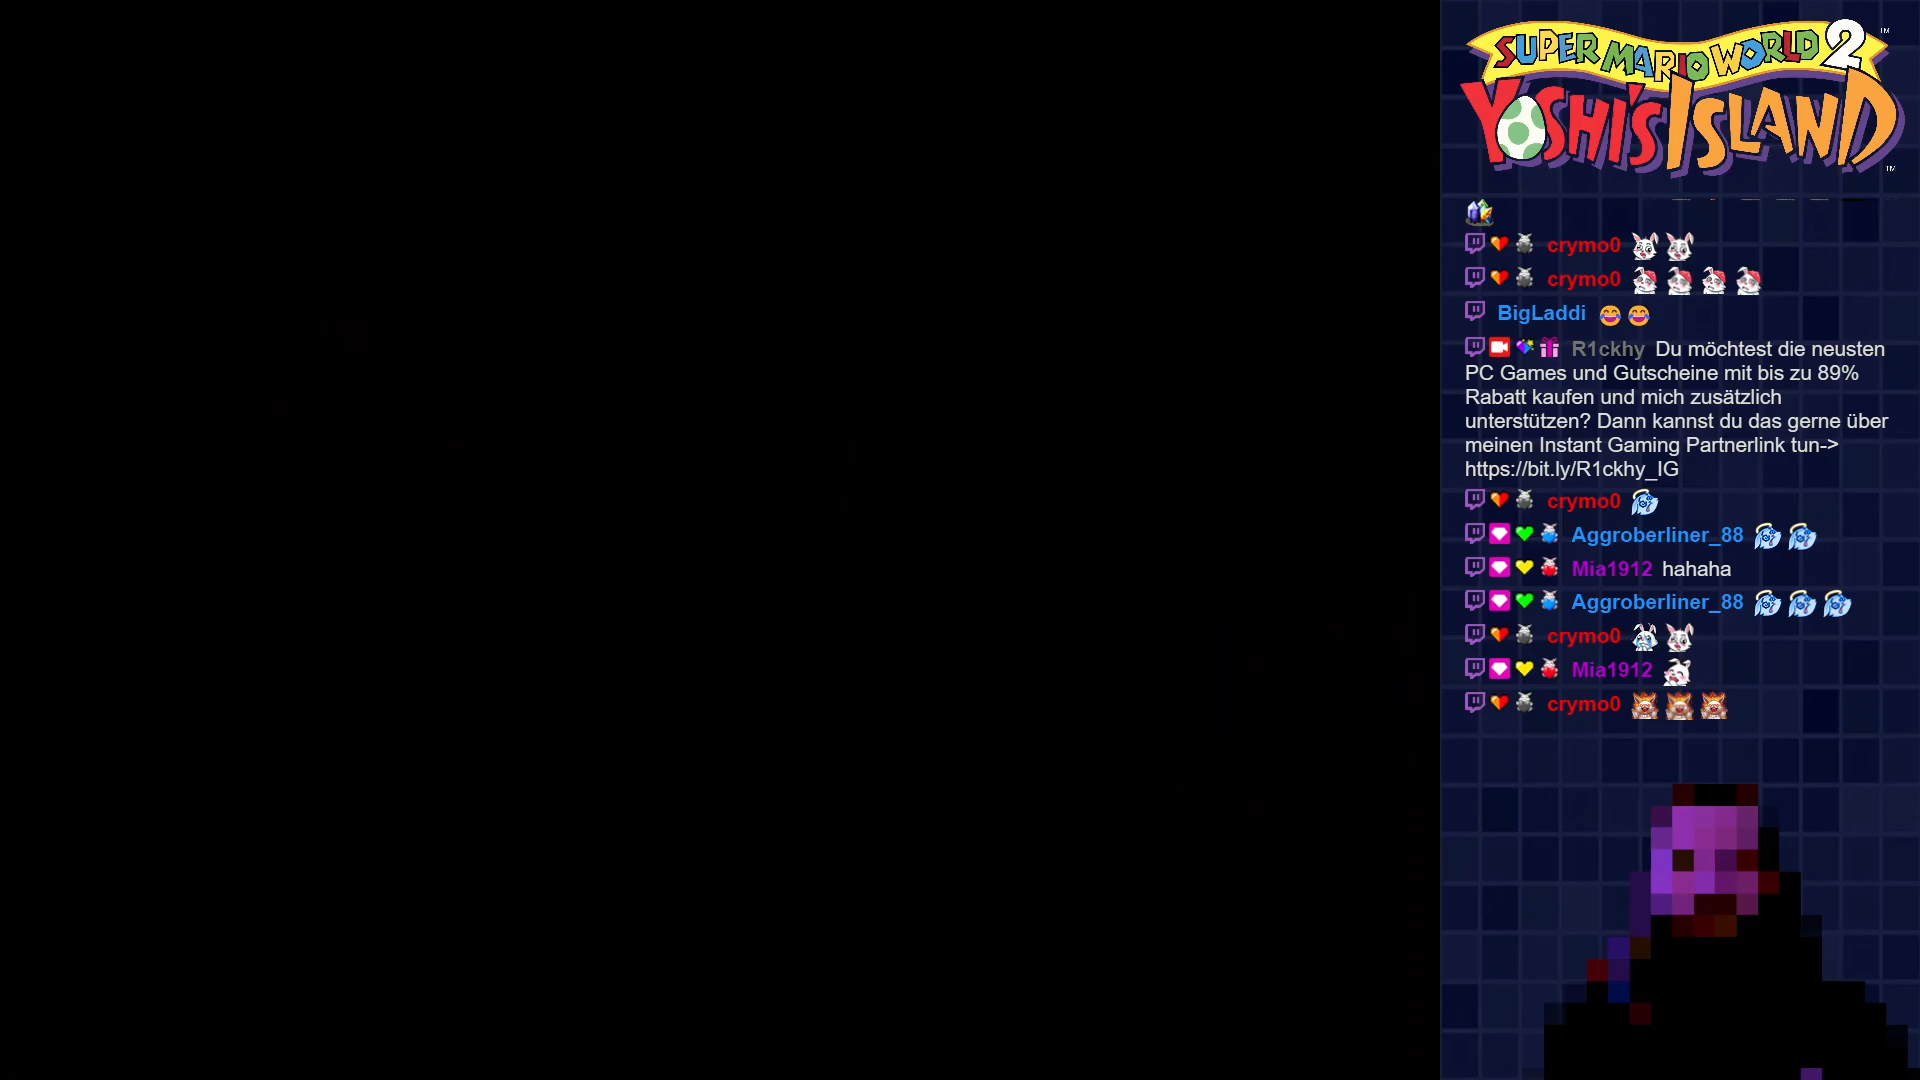 SUPER MARIO WORLD 2 ™
YOSHI'S ISLAND ™
crymo0
crymo0
BigLaddi
R1ckhy Du möchtest die neusten
PC Games und Gutscheine mit bis zu 89%
Rabatt kaufen und mich zusätzlich
unterstützen? Dann kannst du das gerne über
meinen Instant Gaming Partnerlink tun->
https://bit.ly/R1ckhy_IG
crymo0
Aggroberliner_88
Mia1912 hahaha
Aggroberliner_88
crymo0
Mia1912
crymo0